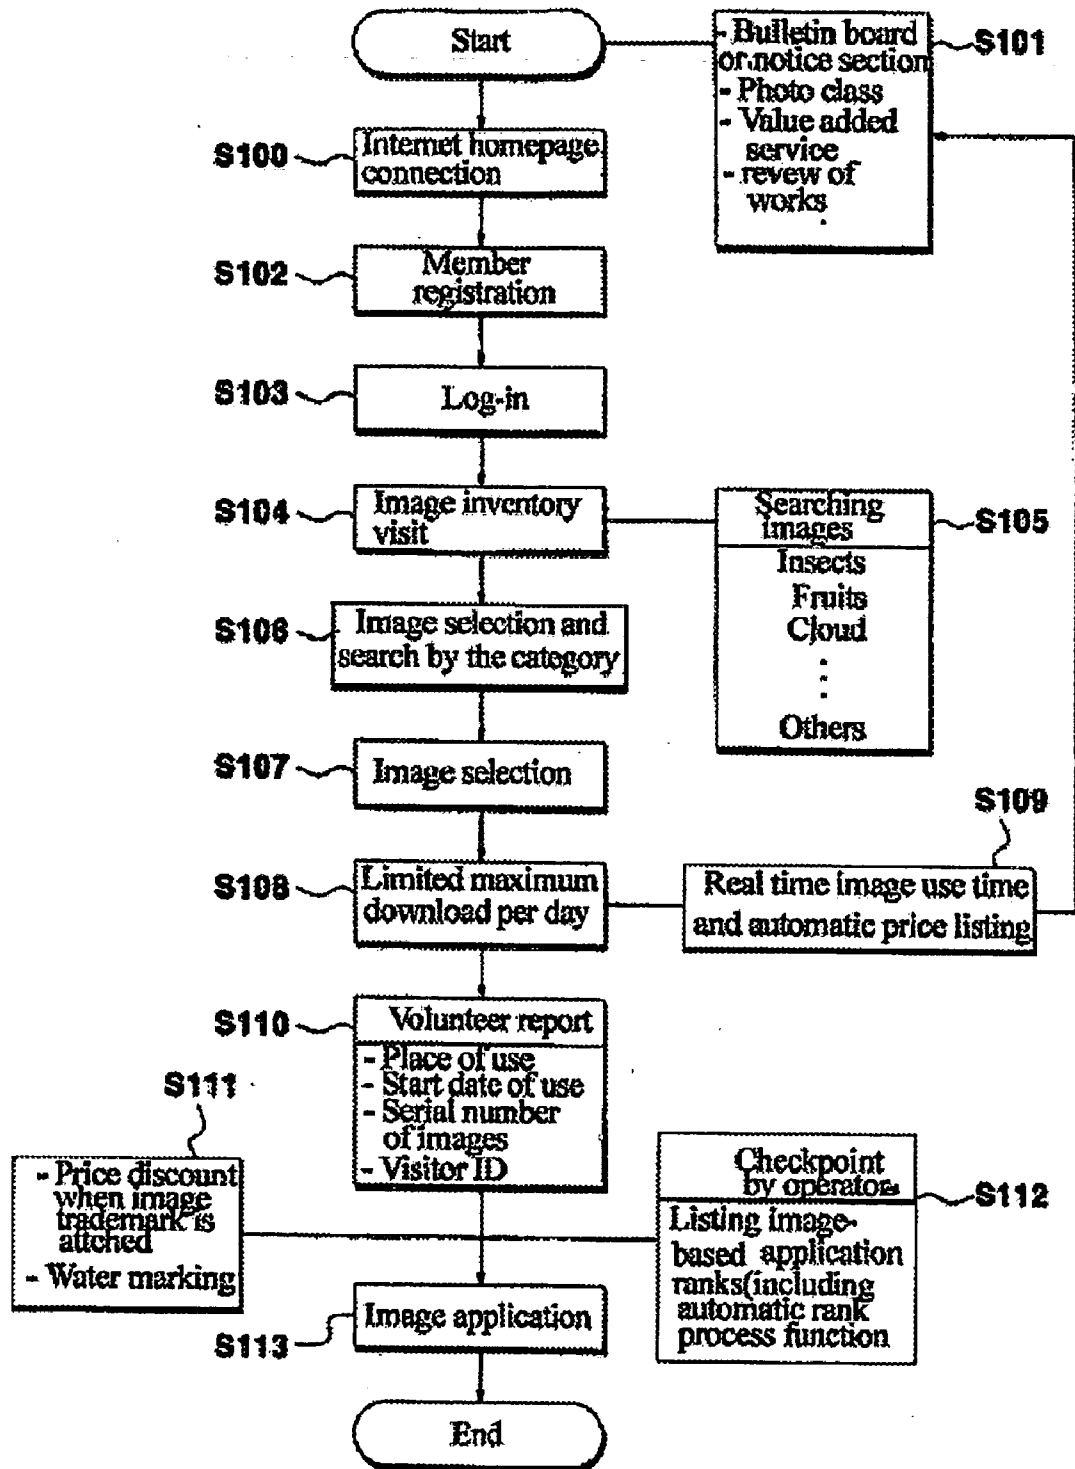 Start
- Bulletin board
or notice section
- Photo class
- Value added
service
- revew of
works
S101
S100
Internet homepage
connection
S102
Member
registration
S103
Log-in
S104
Image inventory
visit
Searching
images
Insects
Fruits
Cloud
Others
S105
S106
Image selection and
search by the category
S107
Image selection
S108
Limited maximum
download per day
S109
Real time image use time
and automatic price listing
S110
Volunteer report
- Place of use
- Start date of use
- Serial number
of images
- Visitor ID
S111
- Price discount
when image
trademark is
attched
- Water marking
Checkpoint
by operator
S112
Listing image-
based application
ranks(including
automatic rank
process function
S113
Image application
End